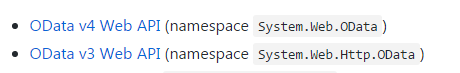 • OData v4 Web API (namespace System.Web.OData)
• OData v3 Web API (namespace System.Web.Http.OData)